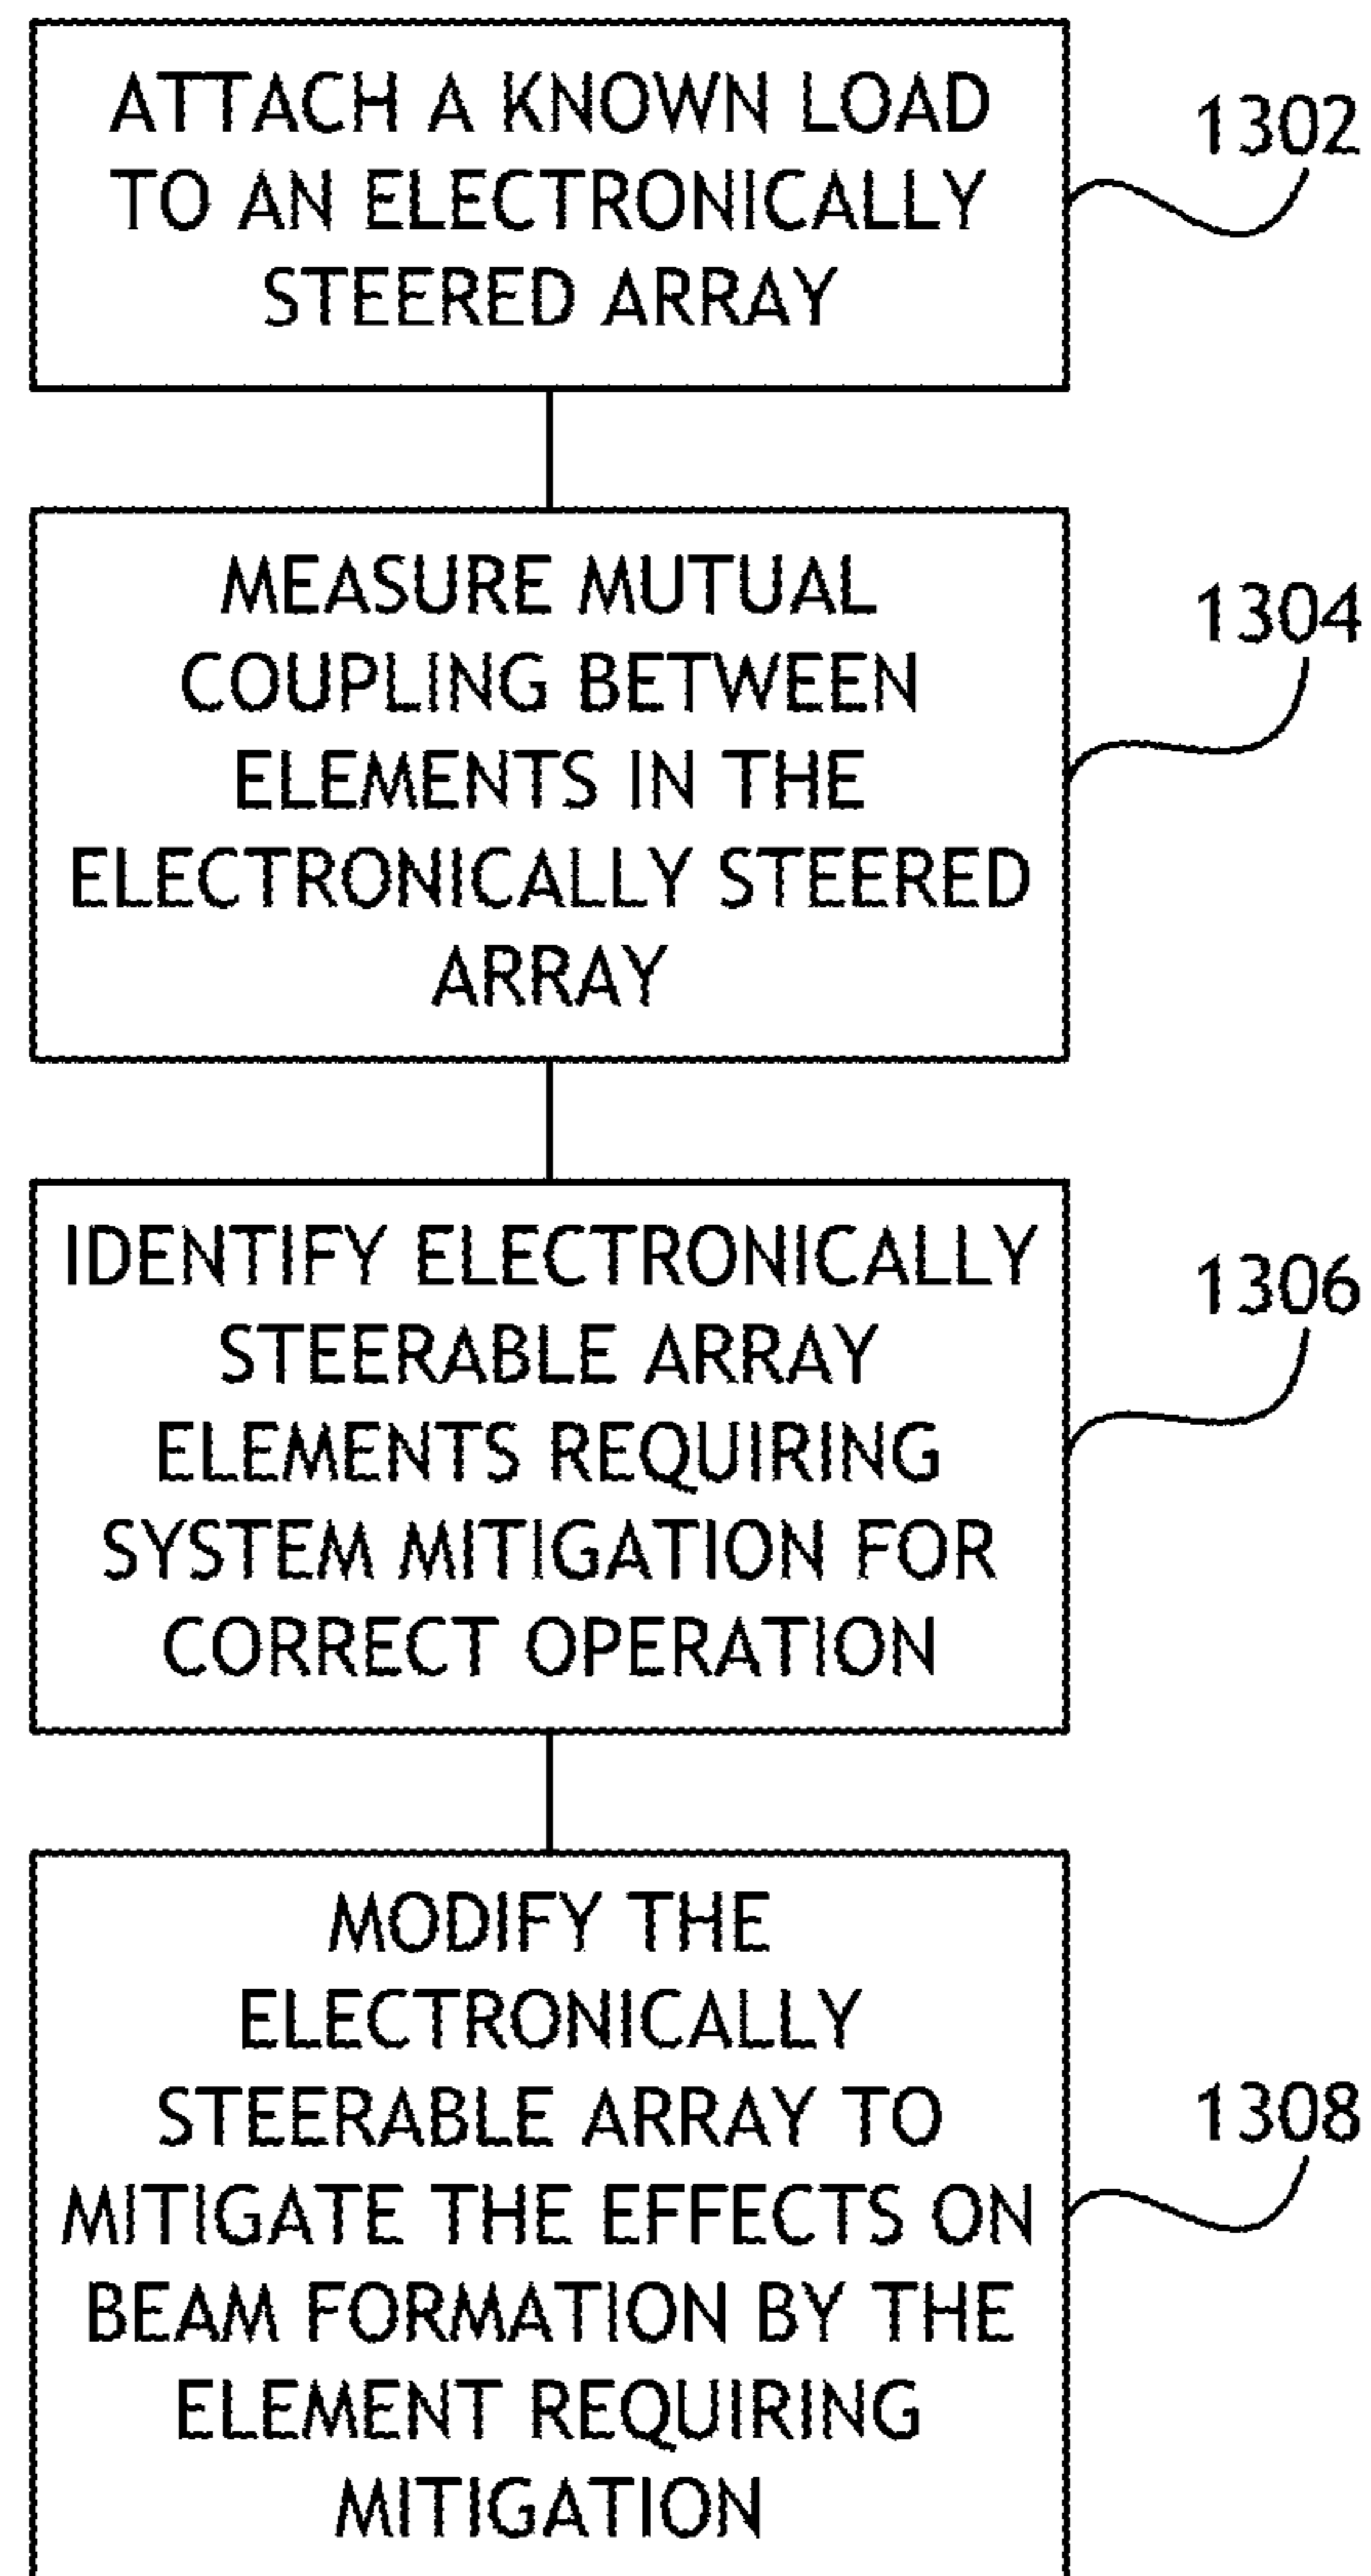 ATTACH A KNOWN LOAD
TO AN ELECTRONICALLY
STEERED ARRAY
1302
MEASURE MUTUAL
COUPLING BETWEEN
ELEMENTS IN THE
ELECTRONICALLY STEERED
ARRAY
1304
IDENTIFY ELECTRONICALLY
STEERABLE ARRAY
ELEMENTS REQUIRING
SYSTEM MITIGATION FOR
CORRECT OPERATION
1306
MODIFY THE
ELECTRONICALLY
STEERABLE ARRAY TO
MITIGATE THE EFFECTS ON
BEAM FORMATION BY THE
ELEMENT REQUIRING
MITIGATION
1308